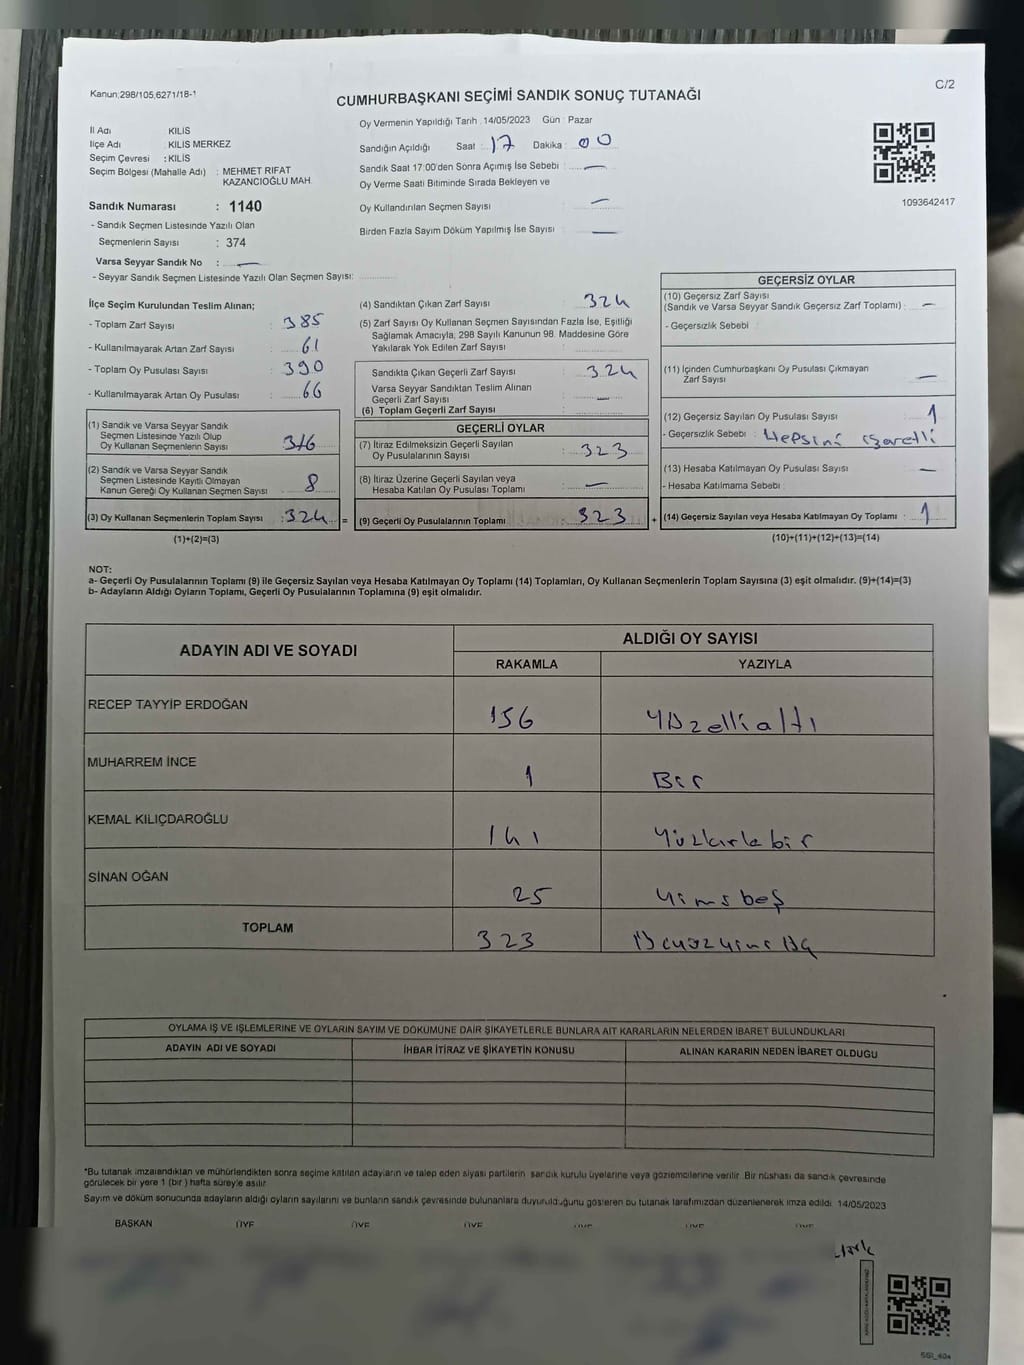 Kanun:298/105,6271/18-1
C/2
CUMHURBAŞKANI SEÇİMİ SANDIK SONUÇ TUTANAĞI
Oy Vermenin Yapıldığı Tarih :14/05/2023 Gün : Pazar
İl Adı KİLİS
İlçe Adı : KİLİS MERKEZ
Seçim Çevresi : KİLİS
Seçim Bölgesi (Mahalle Adı) : MEHMET RIFAT
KAZANCIOĞLU MAH.
Sandık Numarası : 1140
- Sandık Seçmen Listesinde Yazılı Olan
Seçmenlerin Sayısı : 374
Varsa Seyyar Sandık No : —
- Seyyar Sandık Seçmen Listesinde Yazılı Olan Seçmen Sayısı:
Sandığın Açıldığı Saat : 17 Dakika : 00
Sandık Saat 17:00'den Sonra Açımış İse Sebebi : —
Oy Verme Saati Bitiminde Sırada Bekleyen ve
Oy Kullandırılan Seçmen Sayısı —
Birden Fazla Sayım Döküm Yapılmış İse Sayısı —
1093642417
İlçe Seçim Kurulundan Teslim Alınan;
- Toplam Zarf Sayısı : 385
- Kullanılmayarak Artan Zarf Sayısı : 61
- Toplam Oy Pusulası Sayısı : 390
- Kullanılmayarak Artan Oy Pusulası : 66
(1) Sandık ve Varsa Seyyar Sandık
Seçmen Listesinde Yazılı Olup
Oy Kullanan Seçmenlerin Sayısı 316
(2) Sandık ve Varsa Seyyar Sandık
Seçmen Listesinde Kayıtlı Olmayan
Kanun Gereği Oy Kullanan Seçmen Sayısı 8
(3) Oy Kullanan Seçmenlerin Toplam Sayısı : 324 =
(1)+(2)=(3)
(4) Sandıktan Çıkan Zarf Sayısı 324
(5) Zarf Sayısı Oy Kullanan Seçmen Sayısından Fazla İse, Eşitliği
Sağlamak Amacıyla, 298 Sayılı Kanunun 98. Maddesine Göre
Yakılarak Yok Edilen Zarf Sayısı :
Sandıkta Çıkan Geçerli Zarf Sayısı : 324
Varsa Seyyar Sandıktan Teslim Alınan
Geçerli Zarf Sayısı : —
(6) Toplam Geçerli Zarf Sayısı :
GEÇERLİ OYLAR
(7) İtiraz Edilmeksizin Geçerli Sayılan
Oy Pusulalarının Sayısı : 323
(8) İtiraz Üzerine Geçerli Sayılan veya
Hesaba Katılan Oy Pusulası Toplamı : —
(9) Geçerli Oy Pusulalarının Toplamı : 323 +
GEÇERSİZ OYLAR
(10) Geçersiz Zarf Sayısı
(Sandık ve Varsa Seyyar Sandık Geçersiz Zarf Toplamı) : —
- Geçersizlik Sebebi :
(11) İçinden Cumhurbaşkanı Oy Pusulası Çıkmayan
Zarf Sayısı —
(12) Geçersiz Sayılan Oy Pusulası Sayısı 1
- Geçersizlik Sebebi : Hepsini işaretli
(13) Hesaba Katılmayan Oy Pusulası Sayısı —
- Hesaba Katılmama Sebebi :
(14) Geçersiz Sayılan veya Hesaba Katılmayan Oy Toplamı : 1
(10)+(11)+(12)+(13)=(14)
NOT:
a- Geçerli Oy Pusulalarının Toplamı (9) ile Geçersiz Sayılan veya Hesaba Katılmayan Oy Toplamı (14) Toplamları, Oy Kullanan Seçmenlerin Toplam Sayısına (3) eşit olmalıdır. (9)+(14)=(3)
b- Adayların Aldığı Oyların Toplamı, Geçerli Oy Pusulalarının Toplamına (9) eşit olmalıdır.
ADAYIN ADI VE SOYADI
ALDIĞI OY SAYISI
RAKAMLA YAZIYLA
RECEP TAYYİP ERDOĞAN 156 Yüzellialtı
MUHARREM İNCE 1 Bir
KEMAL KILIÇDAROĞLU 141 Yüzkırkbir
SİNAN OĞAN 25
TOPLAM 323
OYLAMA İŞ VE İŞLEMLERİNE VE OYLARIN SAYIM VE DÖKÜMÜNE DAİR ŞİKAYETLERLE BUNLARA AİT KARARLARIN NELERDEN İBARET BULUNDUKLARI
ADAYIN ADI VE SOYADI İHBAR İTİRAZ VE ŞİKAYETİN KONUSU ALINAN KARARIN NEDEN İBARET OLDUĞU
*Bu tutanak imzalandıktan ve mühürlendikten sonra seçime katılan adayların ve talep eden siyasi partilerin sandık kurulu üyelerine veya gözlemcilerine verilir. Bir nüshası da sandık çevresinde
görülecek bir yere 1 (bir) hafta süreyle asılır.
Sayım ve döküm sonucunda adayların aldığı oyların sayılarını ve bunların sandık çevresinde bulunanlara duyurulduğunu gösteren bu tutanak tarafımızdan düzenlenerek imza edildi. 14/05/2023
BAŞKAN ÜYE ÜYE ÜYE ÜYE ÜYE ÜYE